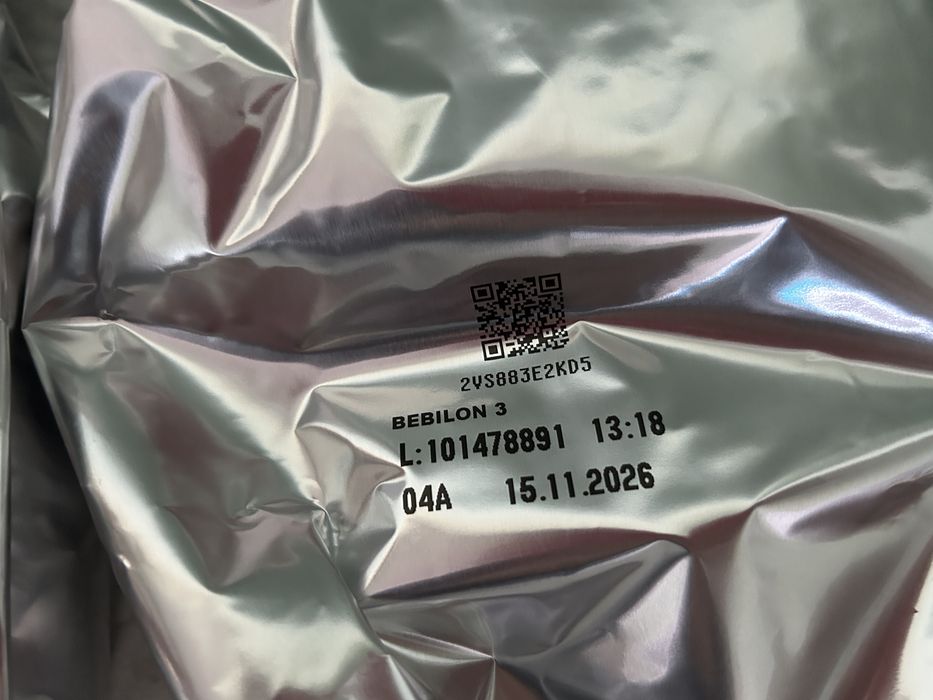 2VS883E2KD5
BEBILON 3
L:101478891 13:18
04A 15.11.2026